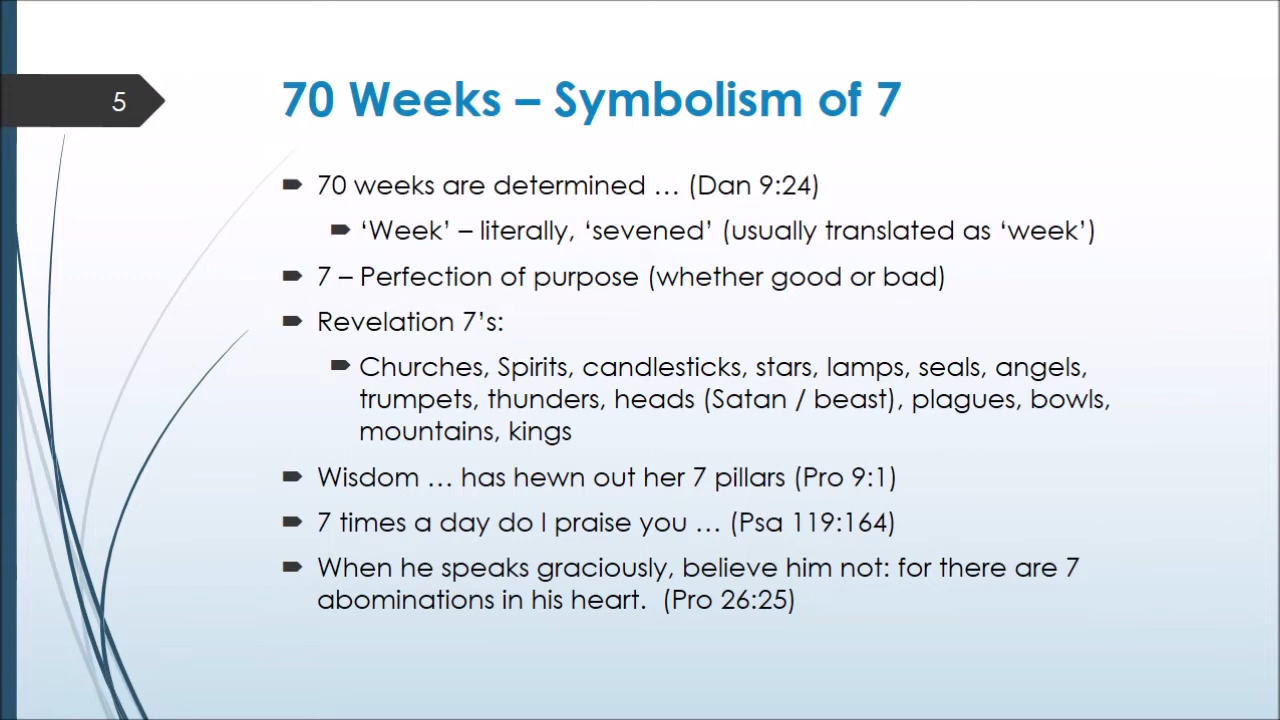 5
70 Weeks – Symbolism of 7
70 weeks are determined … (Dan 9:24)
‘Week’ – literally, ‘sevened’ (usually translated as ‘week’)
7 – Perfection of purpose (whether good or bad)
Revelation 7’s:
Churches, Spirits, candlesticks, stars, lamps, seals, angels,
trumpets, thunders, heads (Satan / beast), plagues, bowls,
mountains, kings
Wisdom … has hewn out her 7 pillars (Pro 9:1)
7 times a day do I praise you … (Psa 119:164)
When he speaks graciously, believe him not: for there are 7
abominations in his heart.  (Pro 26:25)